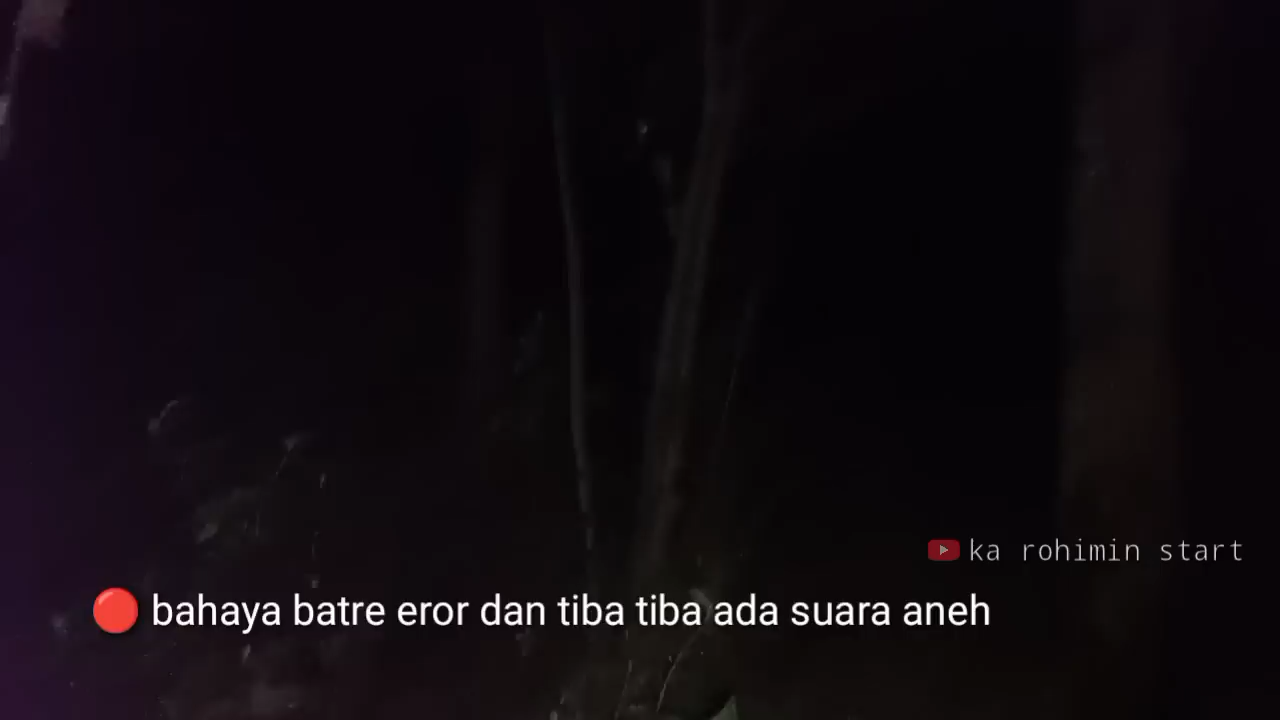 ka rohimin start
🔴 bahaya batre eror dan tiba tiba ada suara aneh